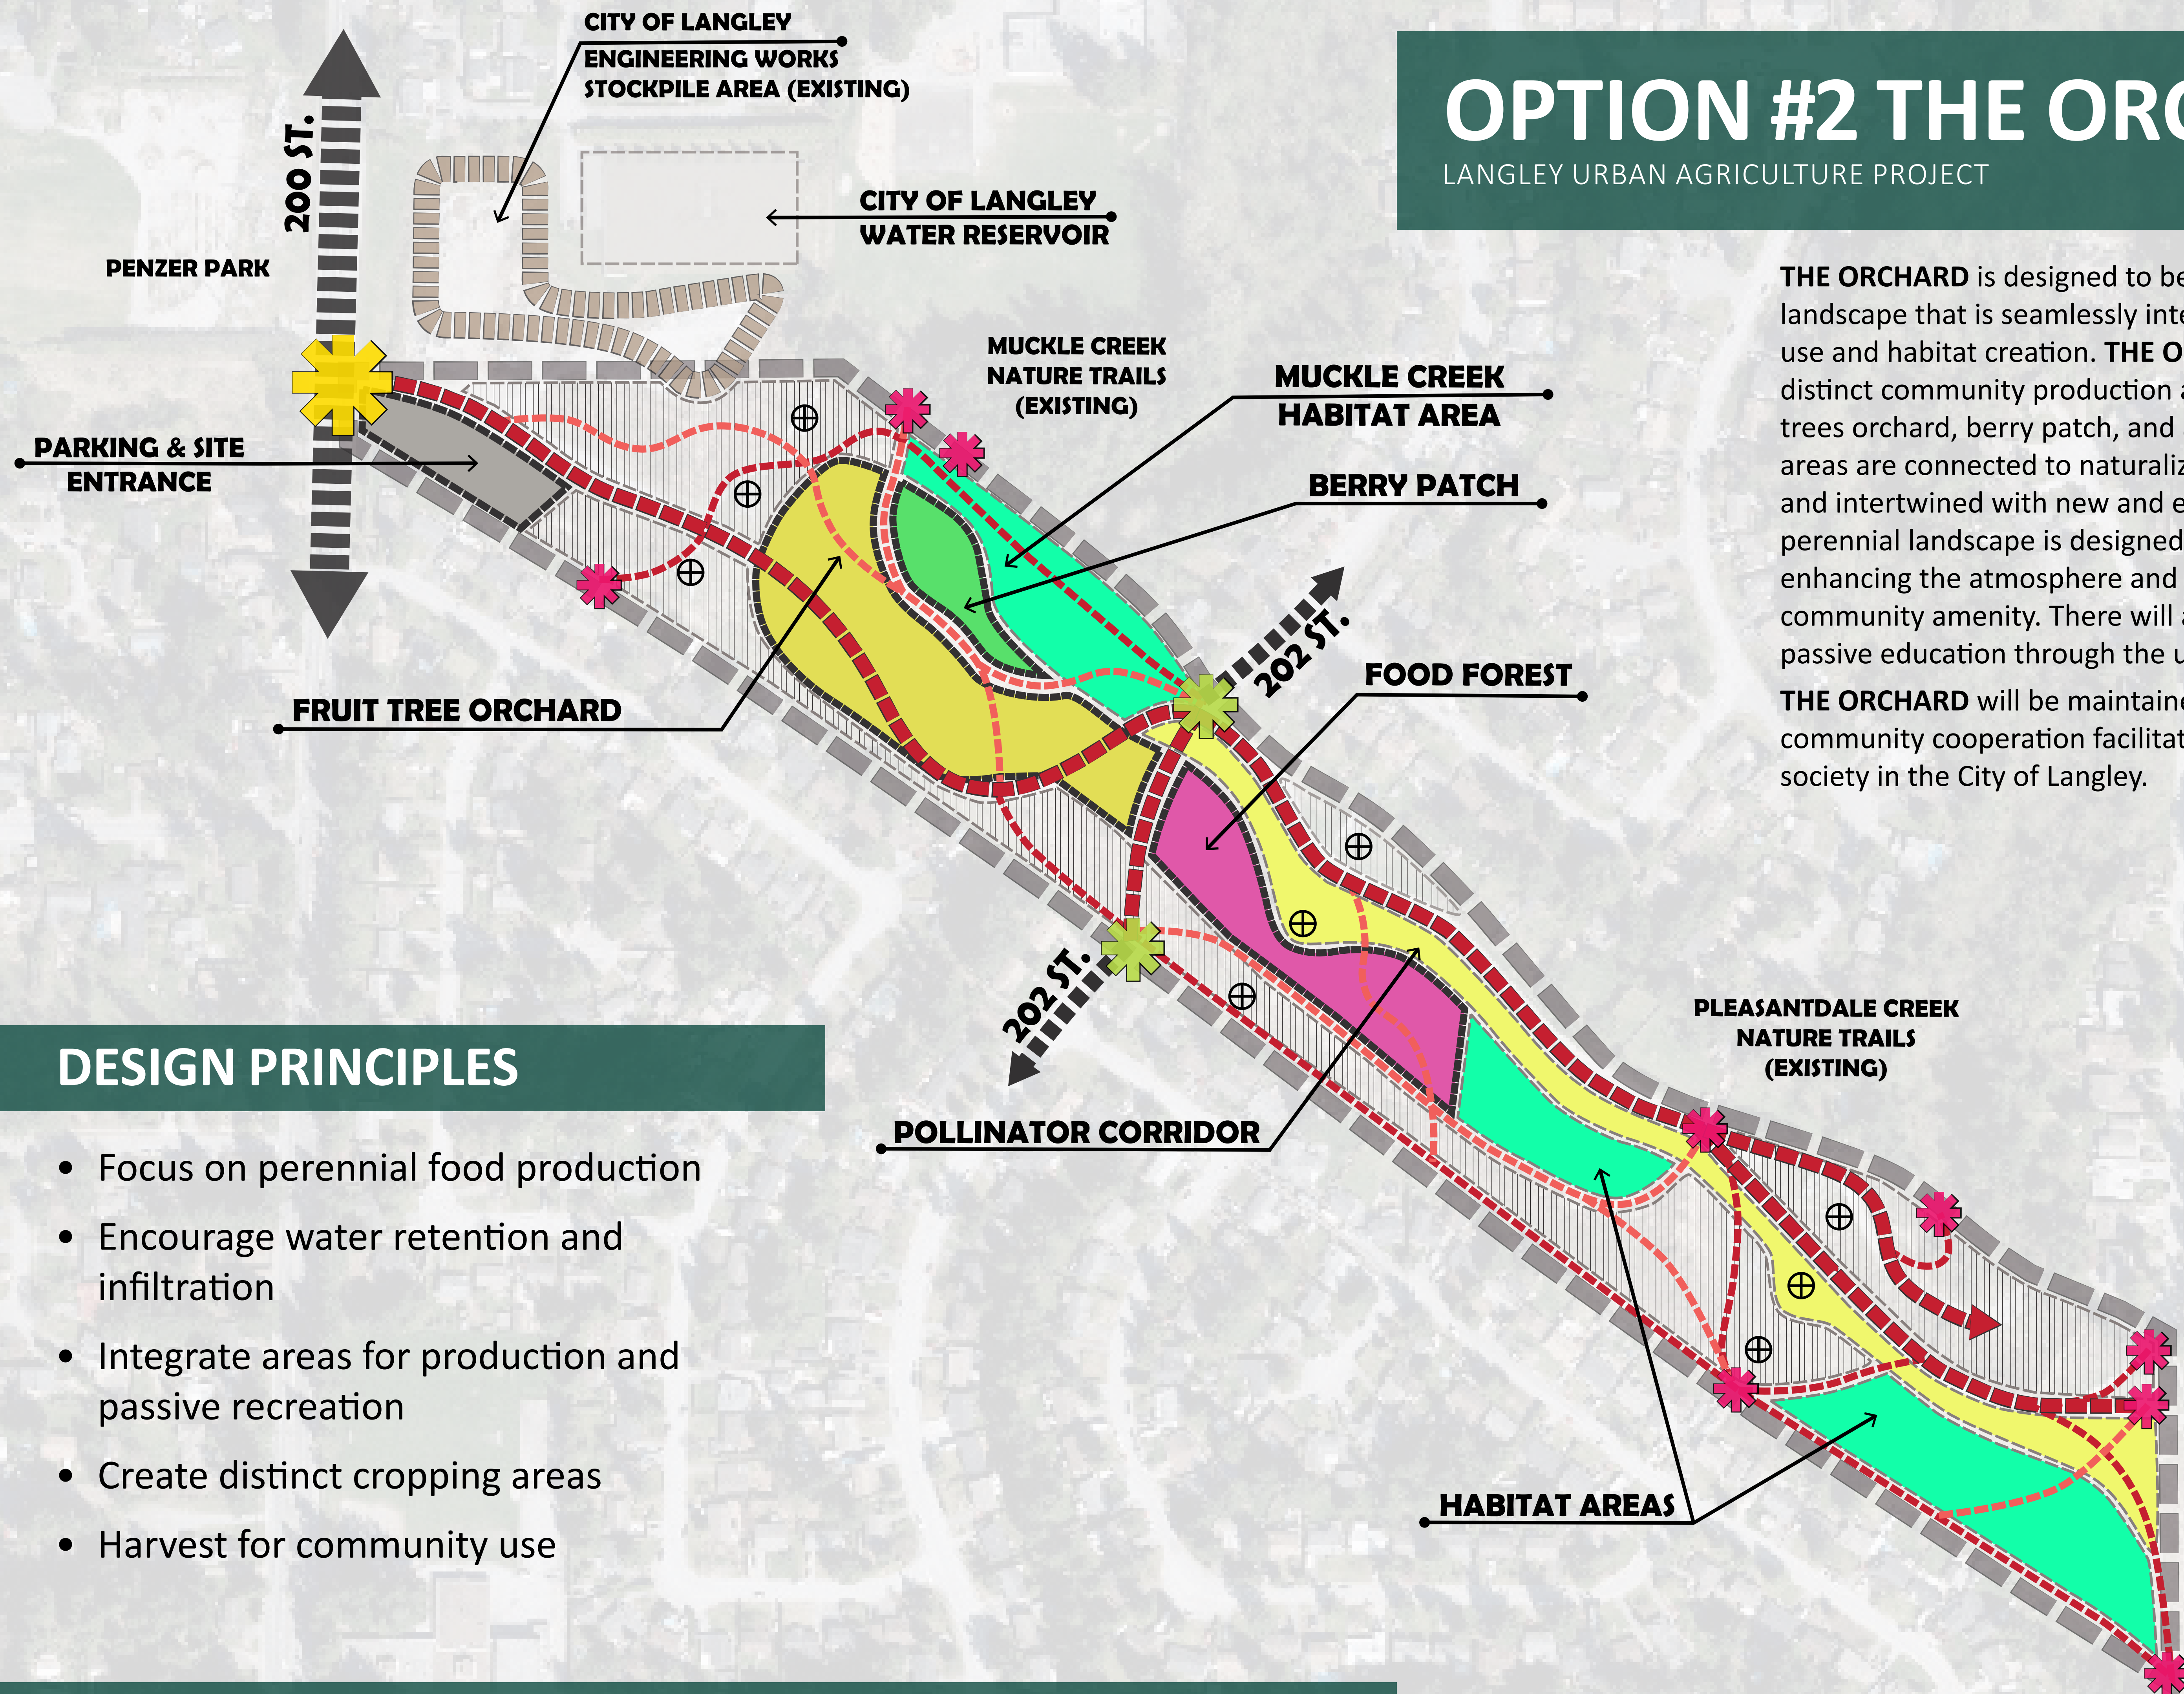 CITY OF LANGLEY
ENGINEERING WORKS
STOCKPILE AREA (EXISTING)
200 ST.
CITY OF LANGLEY
WATER RESERVOIR
PENZER PARK
OPTION #2 THE
LANGLEY URBAN AGRICULTURE PROJECT
THE ORCHARD is designed to be
landscape that is seamlessly
use and habitat creation. THE
distinct community production
trees orchard, berry patch, and
areas are connected to
and intertwined with new and
perennial landscape is designed
enhancing the atmosphere and
community amenity. There will
passive education through the
THE ORCHARD will be
community cooperation
society in the City of Langley.
MUCKLE CREEK
NATURE TRAILS
(EXISTING)
MUCKLE CREEK
HABITAT AREA
PARKING & SITE
ENTRANCE
BERRY PATCH
202 ST.
FOOD FOREST
FRUIT TREE ORCHARD
202 ST.
PLEASANTDALE CREEK
NATURE TRAILS
(EXISTING)
POLLINATOR CORRIDOR
HABITAT AREAS
DESIGN PRINCIPLES
• Focus on perennial food production
• Encourage water retention and
infiltration
• Integrate areas for production and
passive recreation
• Create distinct cropping areas
• Harvest for community use